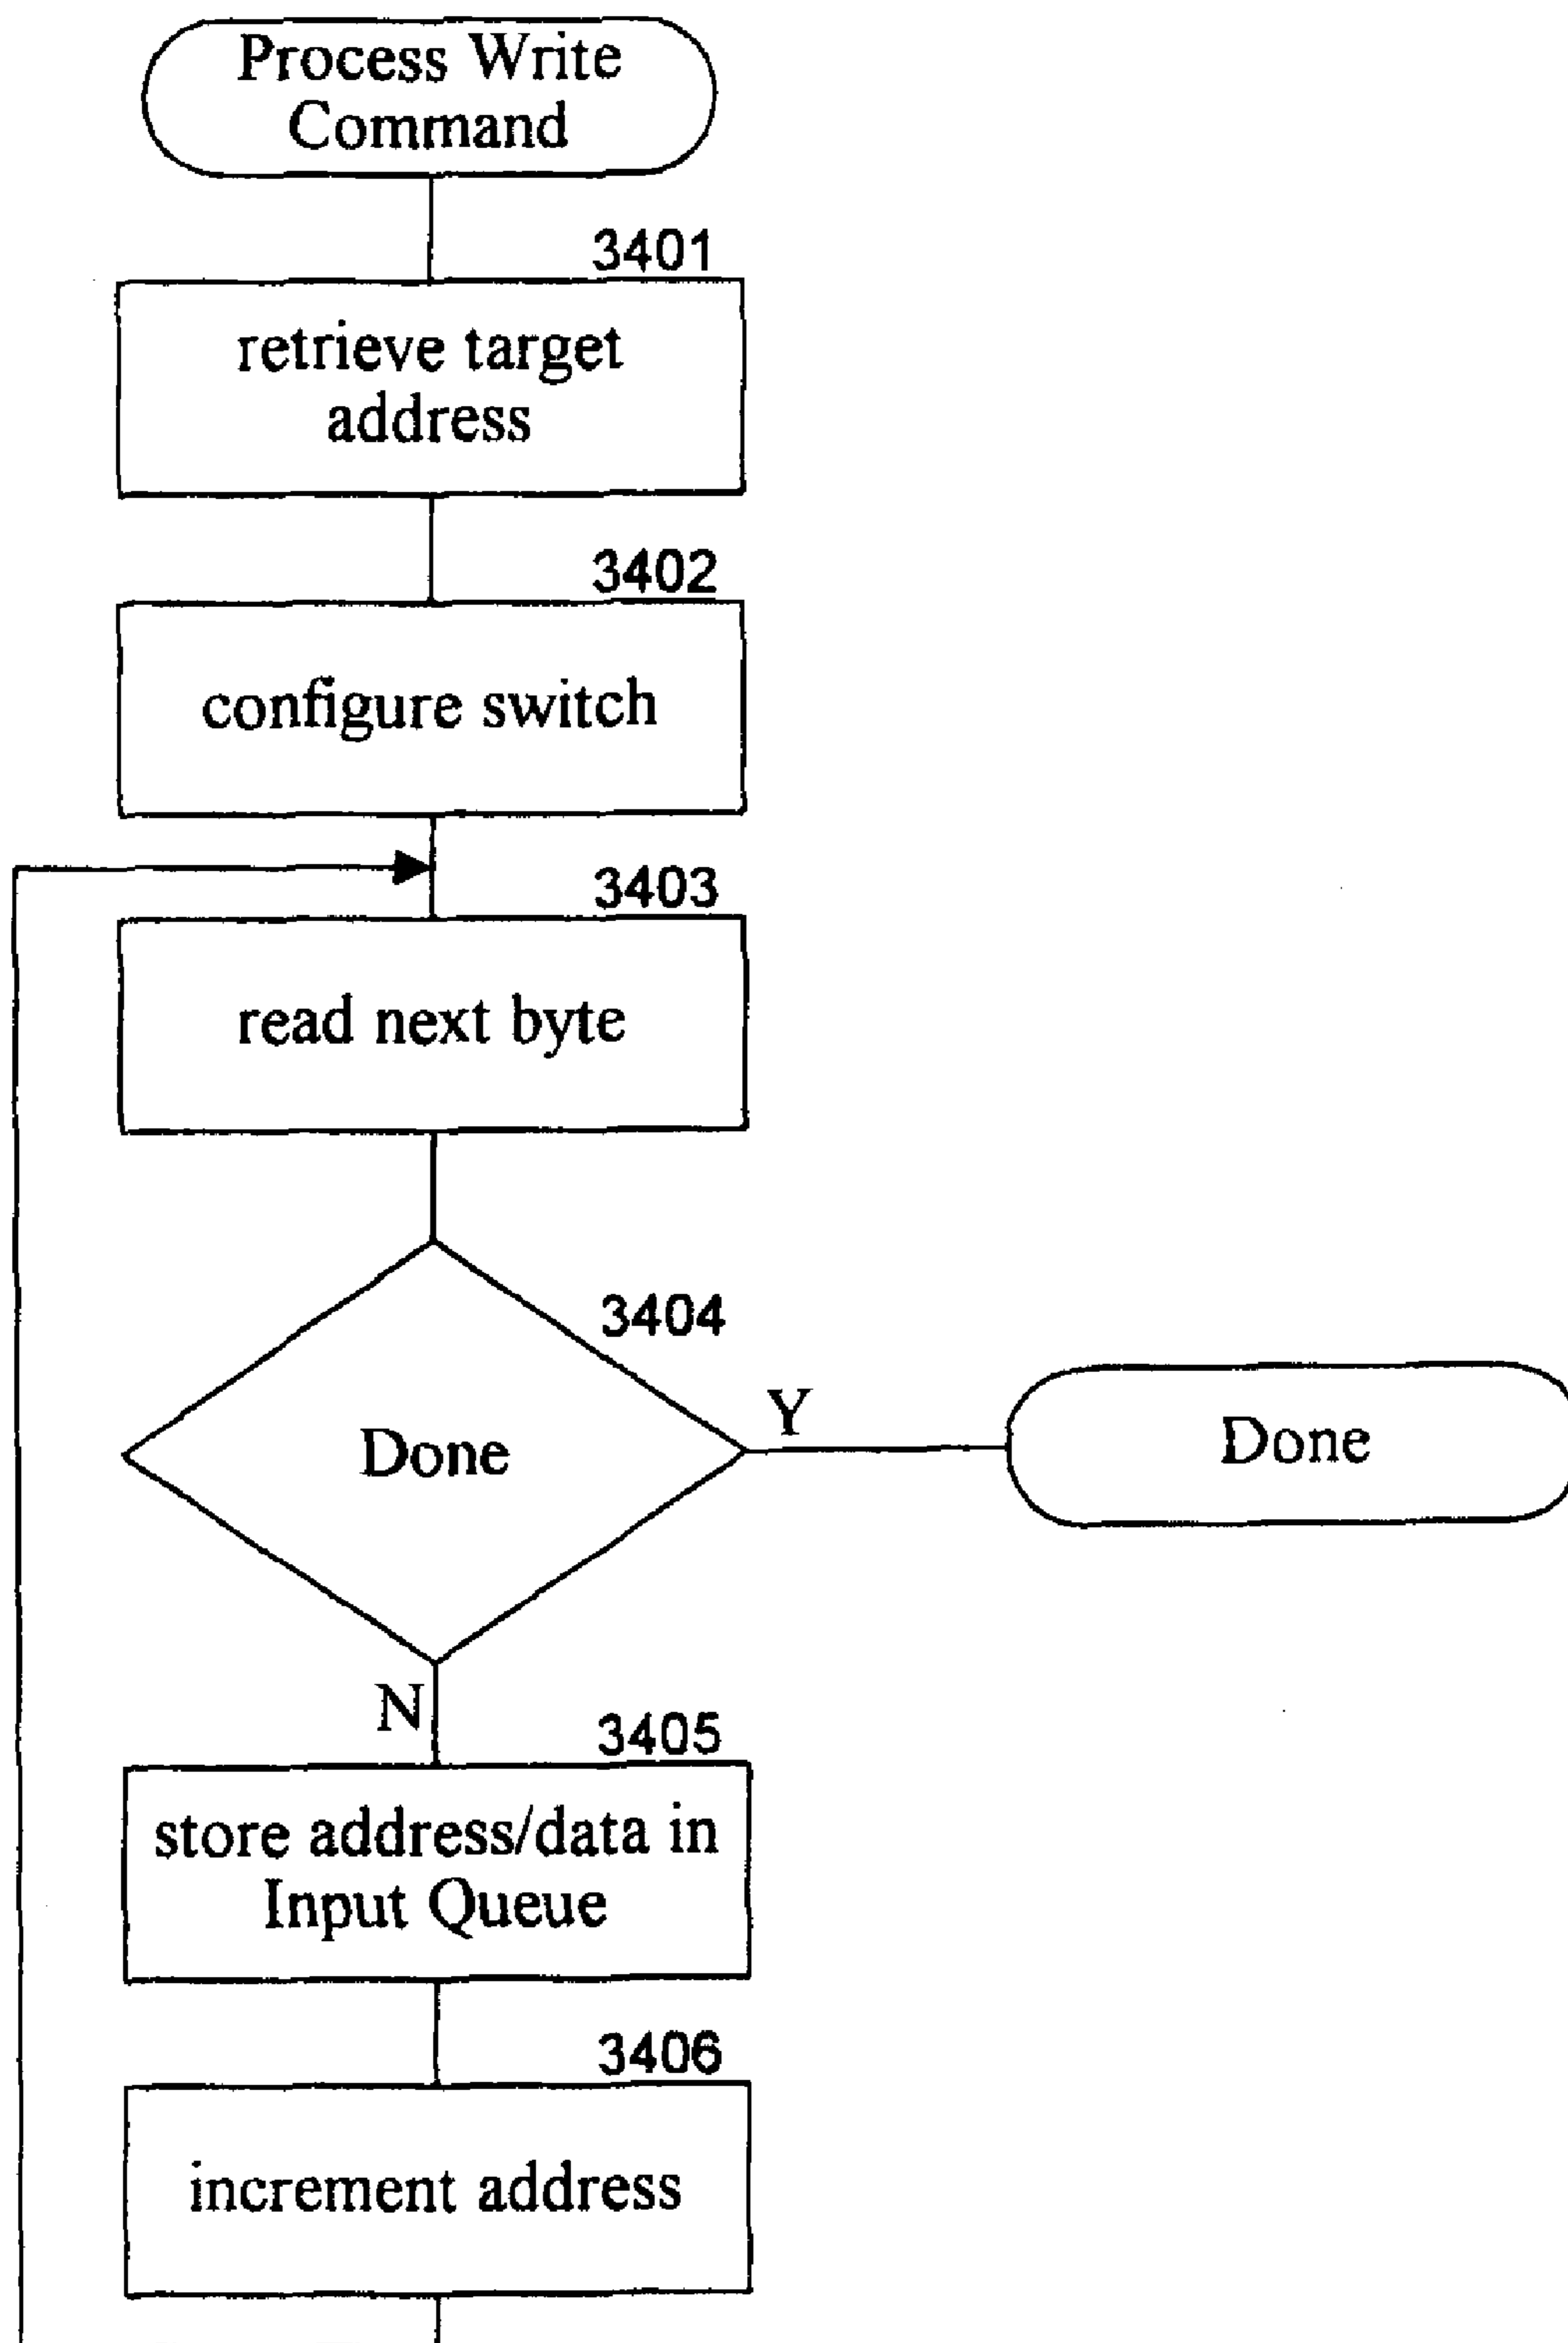 Process Write
Command
3401
retrieve target
address
3402
configure switch
3403
read next byte
3404
Done
Y
Done
N
3405
store address/data in
Input Queue
3406
increment address